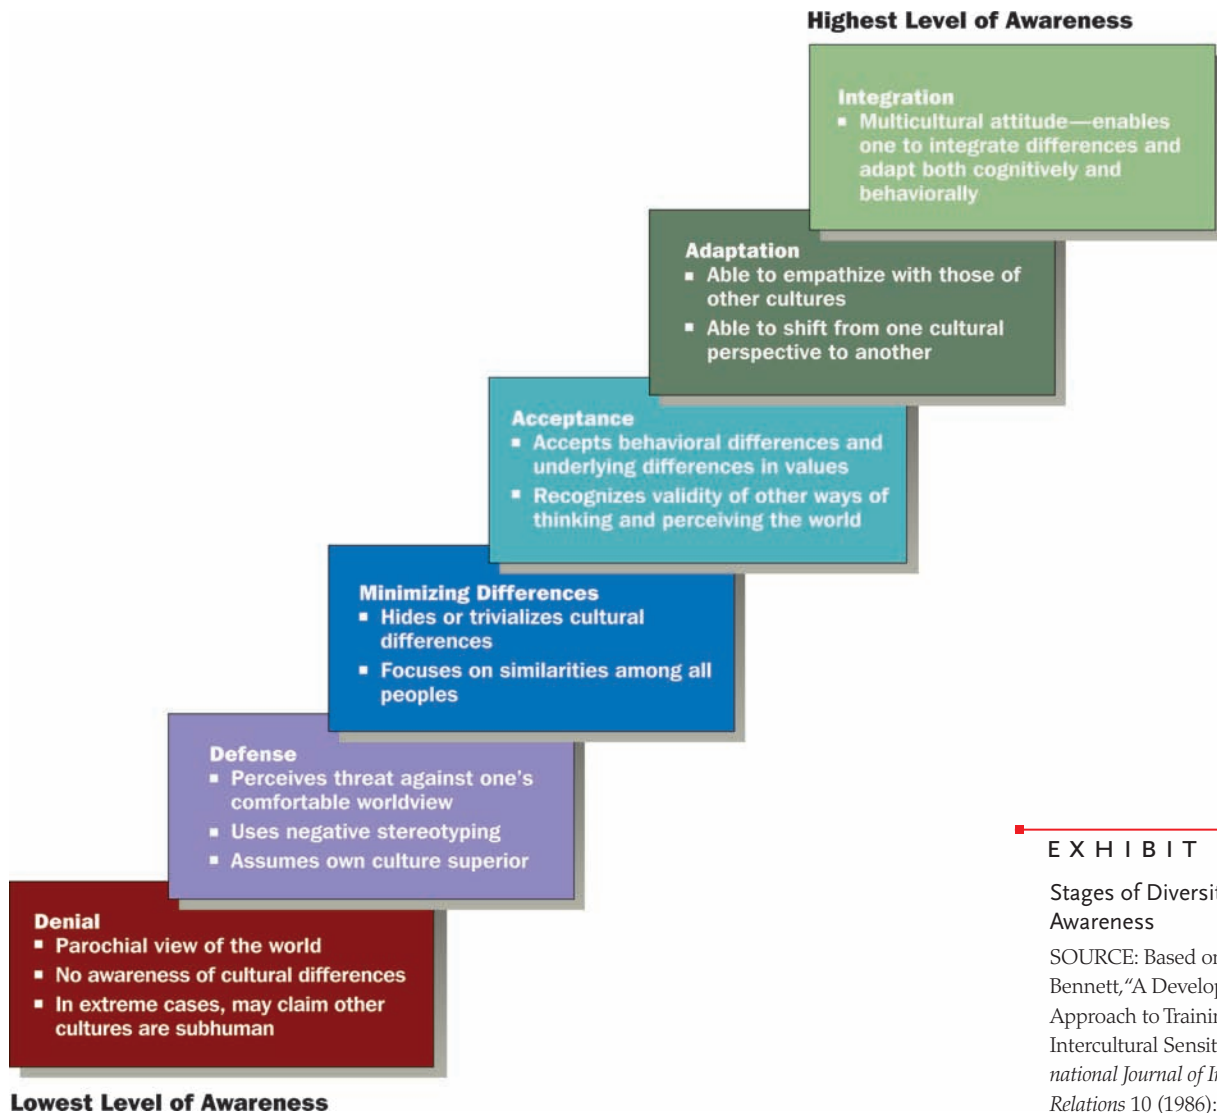 Highest Level of Awareness
Integration
▪ Multicultural attitude—enables
one to integrate differences and
adapt both cognitively and
behaviorally
Adaptation
▪ Able to empathize with those of
other cultures
▪ Able to shift from one cultural
perspective to another
Acceptance
▪ Accepts behavioral differences and
underlying differences in values
▪ Recognizes validity of other ways of
thinking and perceiving the world
Minimizing Differences
▪ Hides or trivializes cultural
differences
▪ Focuses on similarities among all
peoples
Defense
▪ Perceives threat against one's
comfortable worldview
▪ Uses negative stereotyping
▪ Assumes own culture superior
Denial
▪ Parochial view of the world
▪ No awareness of cultural differences
▪ In extreme cases, may claim other
cultures are subhuman
Lowest Level of Awareness
EXHIBIT
Stages of Diversit
Awareness
SOURCE: Based on
Bennett, “A Develop
Approach to Trainin
Intercultural Sensit
national Journal of I
Relations 10 (1986):